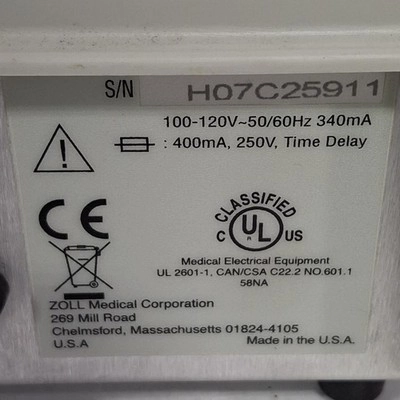 S/N H07C25911
100-120V~50/60Hz 340mA
: 400mA, 250V, Time Delay
CE
CLASSIFIED
C UL US
R
Medical Electrical Equipment
UL 2601-1, CAN/CSA C22.2 NO.601.1
58NA
ZOLL Medical Corporation
269 Mill Road
Chelmsford, Massachusetts 01824-4105
U.S.A
Made in the U.S.A.